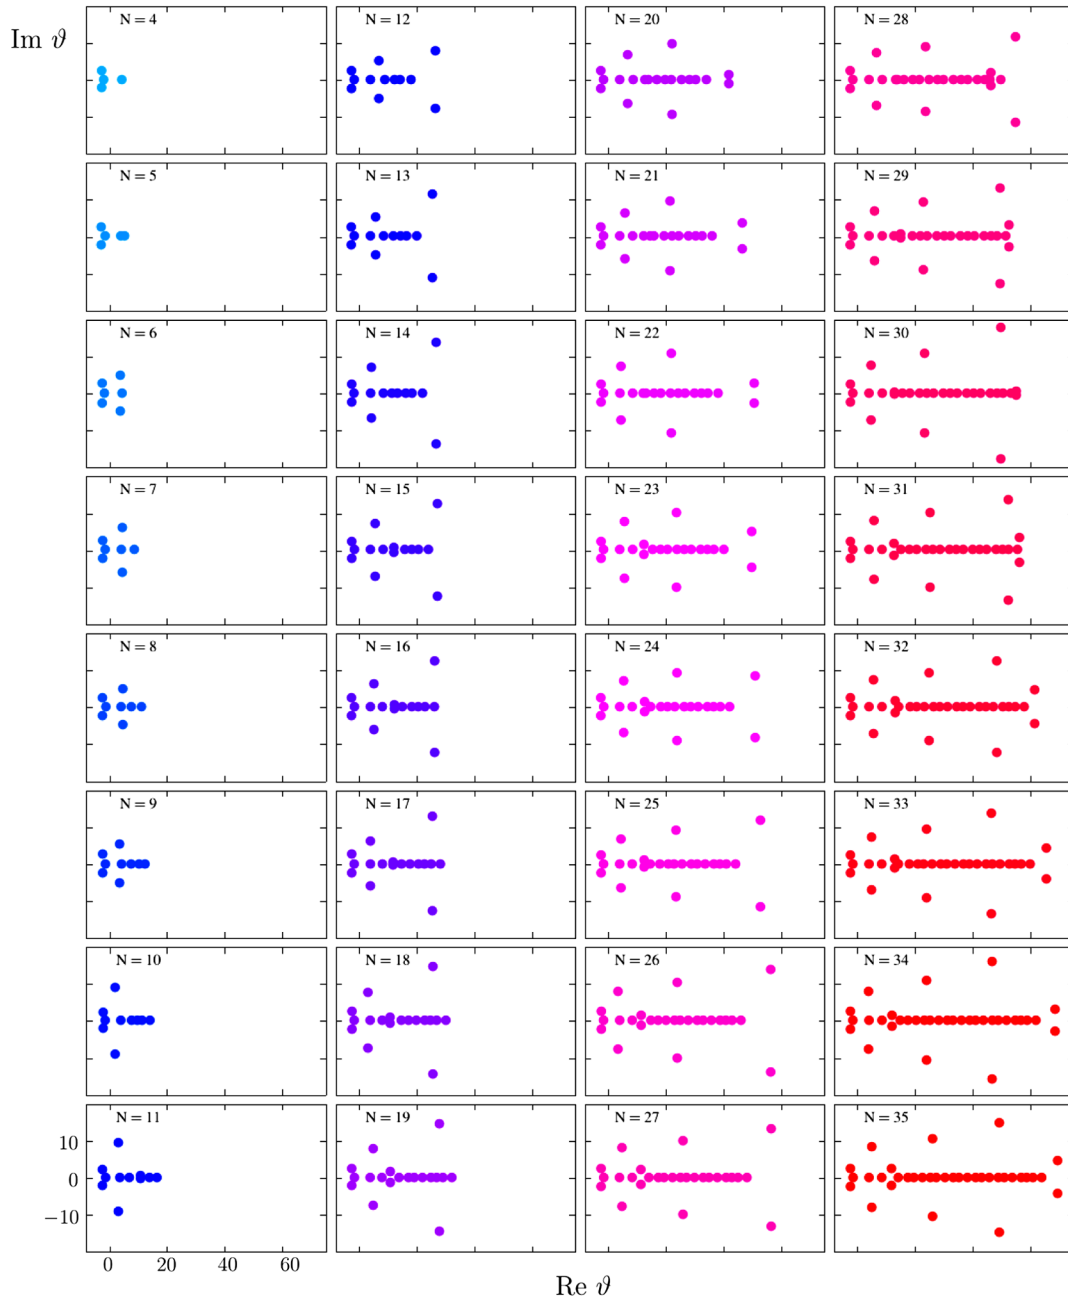 Im ϑ
N = 4
N = 12
N = 20
N = 28
N = 5
N = 13
N = 21
N = 29
N = 6
N = 14
N = 22
N = 30
N = 7
N = 15
N = 23
N = 31
N = 8
N = 16
N = 24
N = 32
N = 9
N = 17
N = 25
N = 33
N = 10
N = 18
N = 26
N = 34
N = 11
N = 19
N = 27
N = 35
10
0
−10
0 20 40 60
Re ϑ